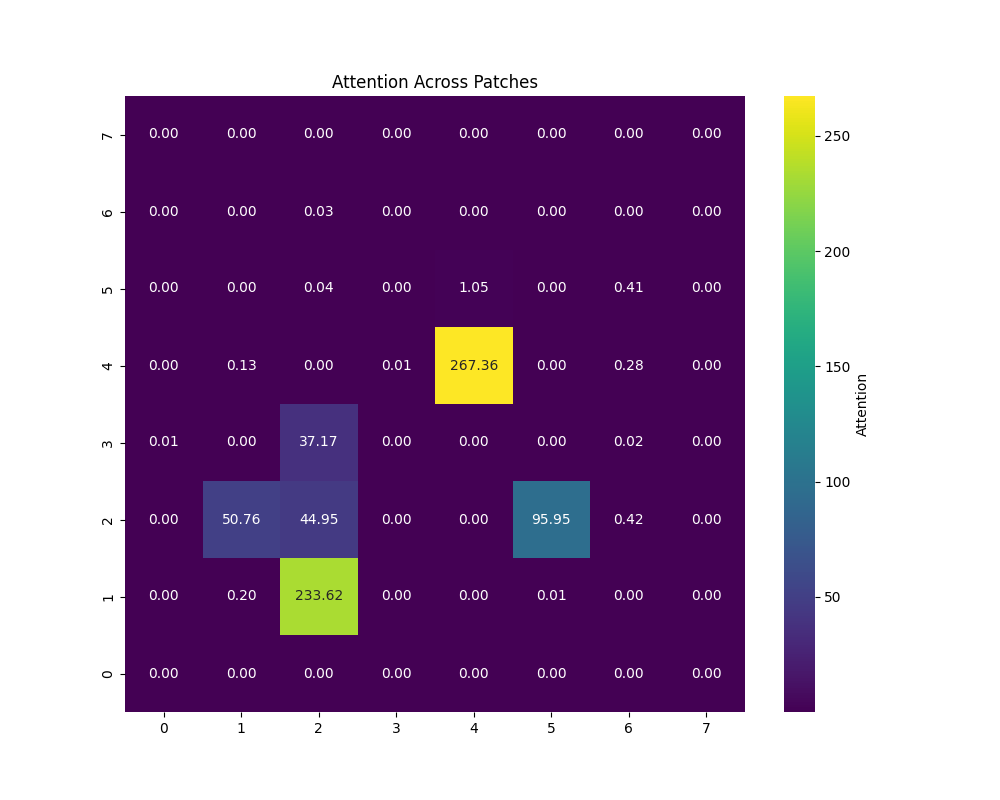 Attention Across Patches
7 0.00 0.00 0.00 0.00 0.00 0.00 0.00 0.00
6 0.00 0.00 0.03 0.00 0.00 0.00 0.00 0.00
5 0.00 0.00 0.04 0.00 1.05 0.00 0.41 0.00
4 0.00 0.13 0.00 0.01 267.36 0.00 0.28 0.00
3 0.01 0.00 37.17 0.00 0.00 0.00 0.02 0.00
2 0.00 50.76 44.95 0.00 0.00 95.95 0.42 0.00
1 0.00 0.20 233.62 0.00 0.00 0.01 0.00 0.00
0 0.00 0.00 0.00 0.00 0.00 0.00 0.00 0.00
0 1 2 3 4 5 6 7
250
200
150
100
50
Attention